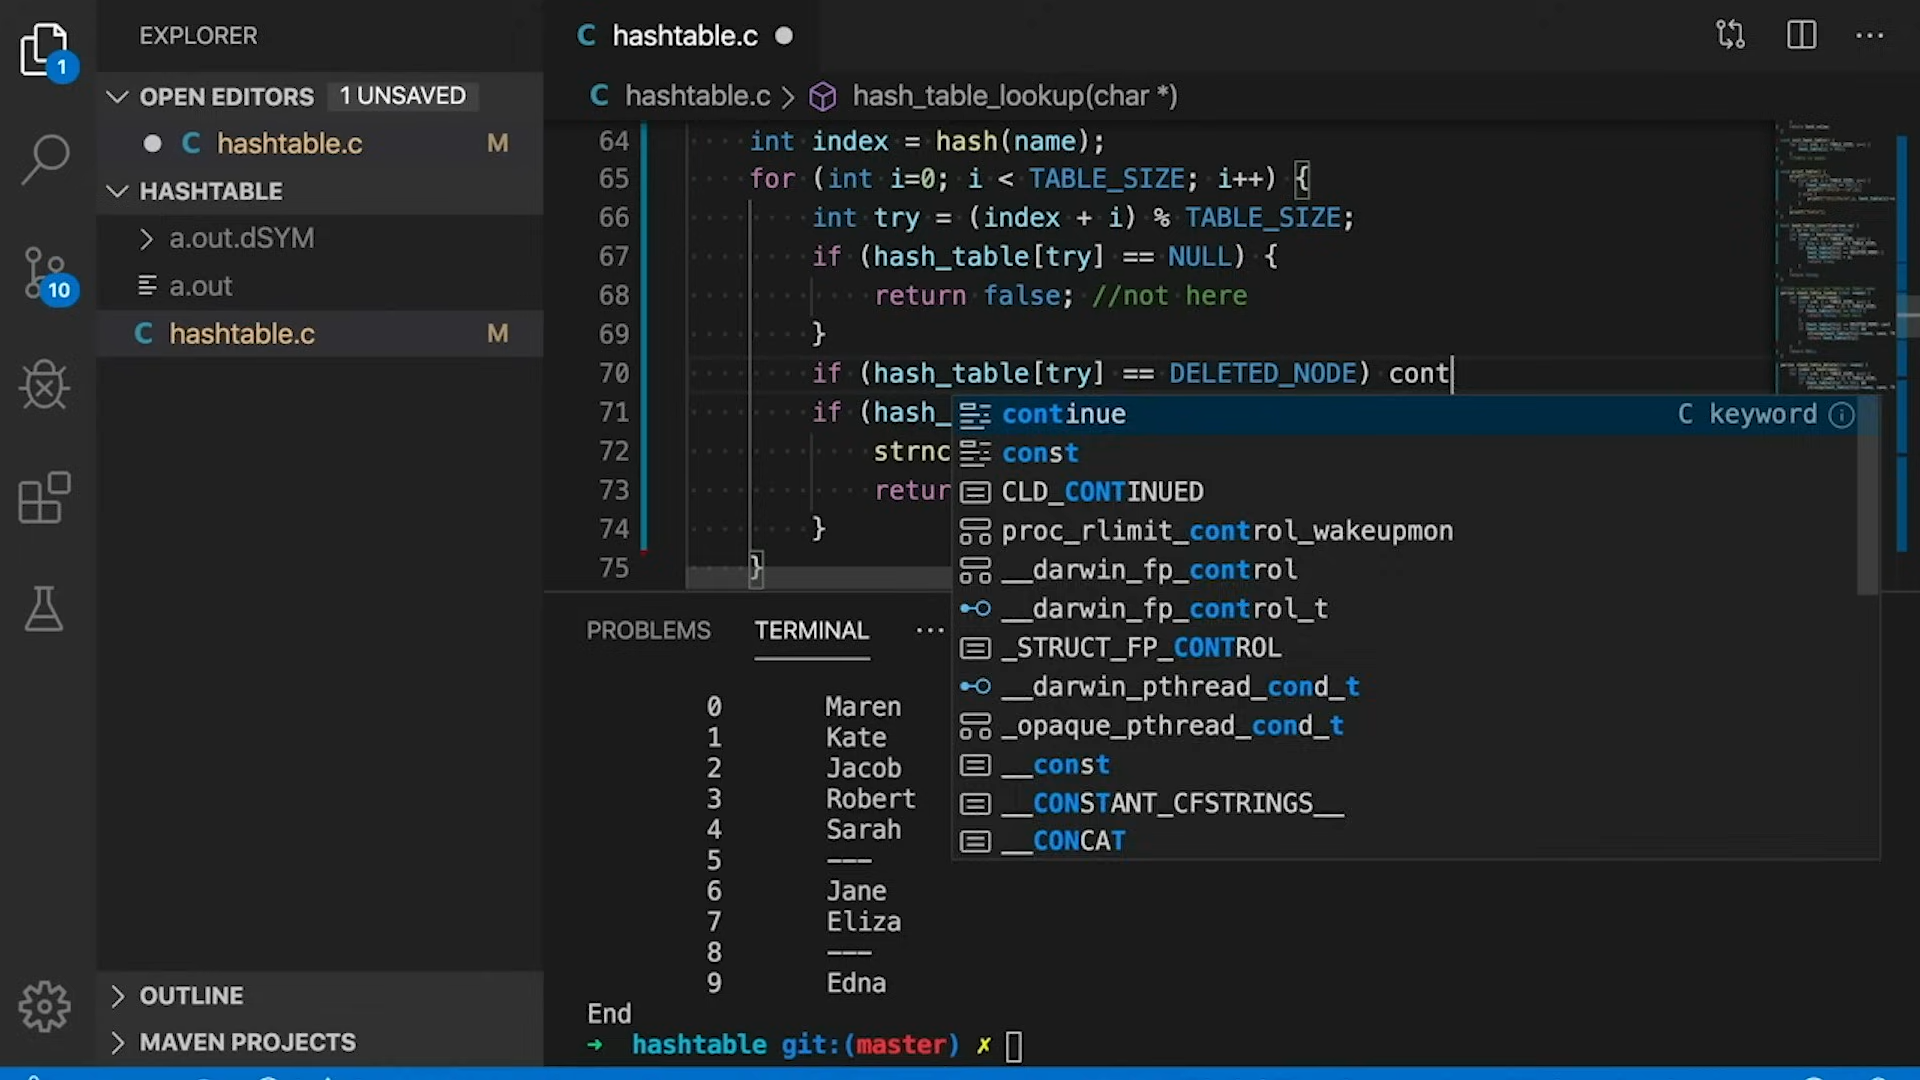 EXPLORER
OPEN EDITORS 1 UNSAVED
C hashtable.c M
HASHTABLE
a.out.dSYM
a.out
C hashtable.c M
OUTLINE
MAVEN PROJECTS
1
10
C hashtable.c
C hashtable.c > hash_table_lookup(char *)
64 int index = hash(name);
65 for (int i=0; i < TABLE_SIZE; i++) {
66 int try = (index + i) % TABLE_SIZE;
67 if (hash_table[try] == NULL) {
68 return false; //not here
69 }
70 if (hash_table[try] == DELETED_NODE) cont
71 if (hash_
72 strnc
73 retur
74 }
75 }
continue C keyword
const
CLD_CONTINUED
proc_rlimit_control_wakeupmon
__darwin_fp_control
__darwin_fp_control_t
_STRUCT_FP_CONTROL
__darwin_pthread_cond_t
_opaque_pthread_cond_t
__const
__CONSTANT_CFSTRINGS__
__CONCAT
PROBLEMS TERMINAL ...
0 Maren
1 Kate
2 Jacob
3 Robert
4 Sarah
5 ---
6 Jane
7 Eliza
8 ---
9 Edna
End
→ hashtable git:(master) ✗